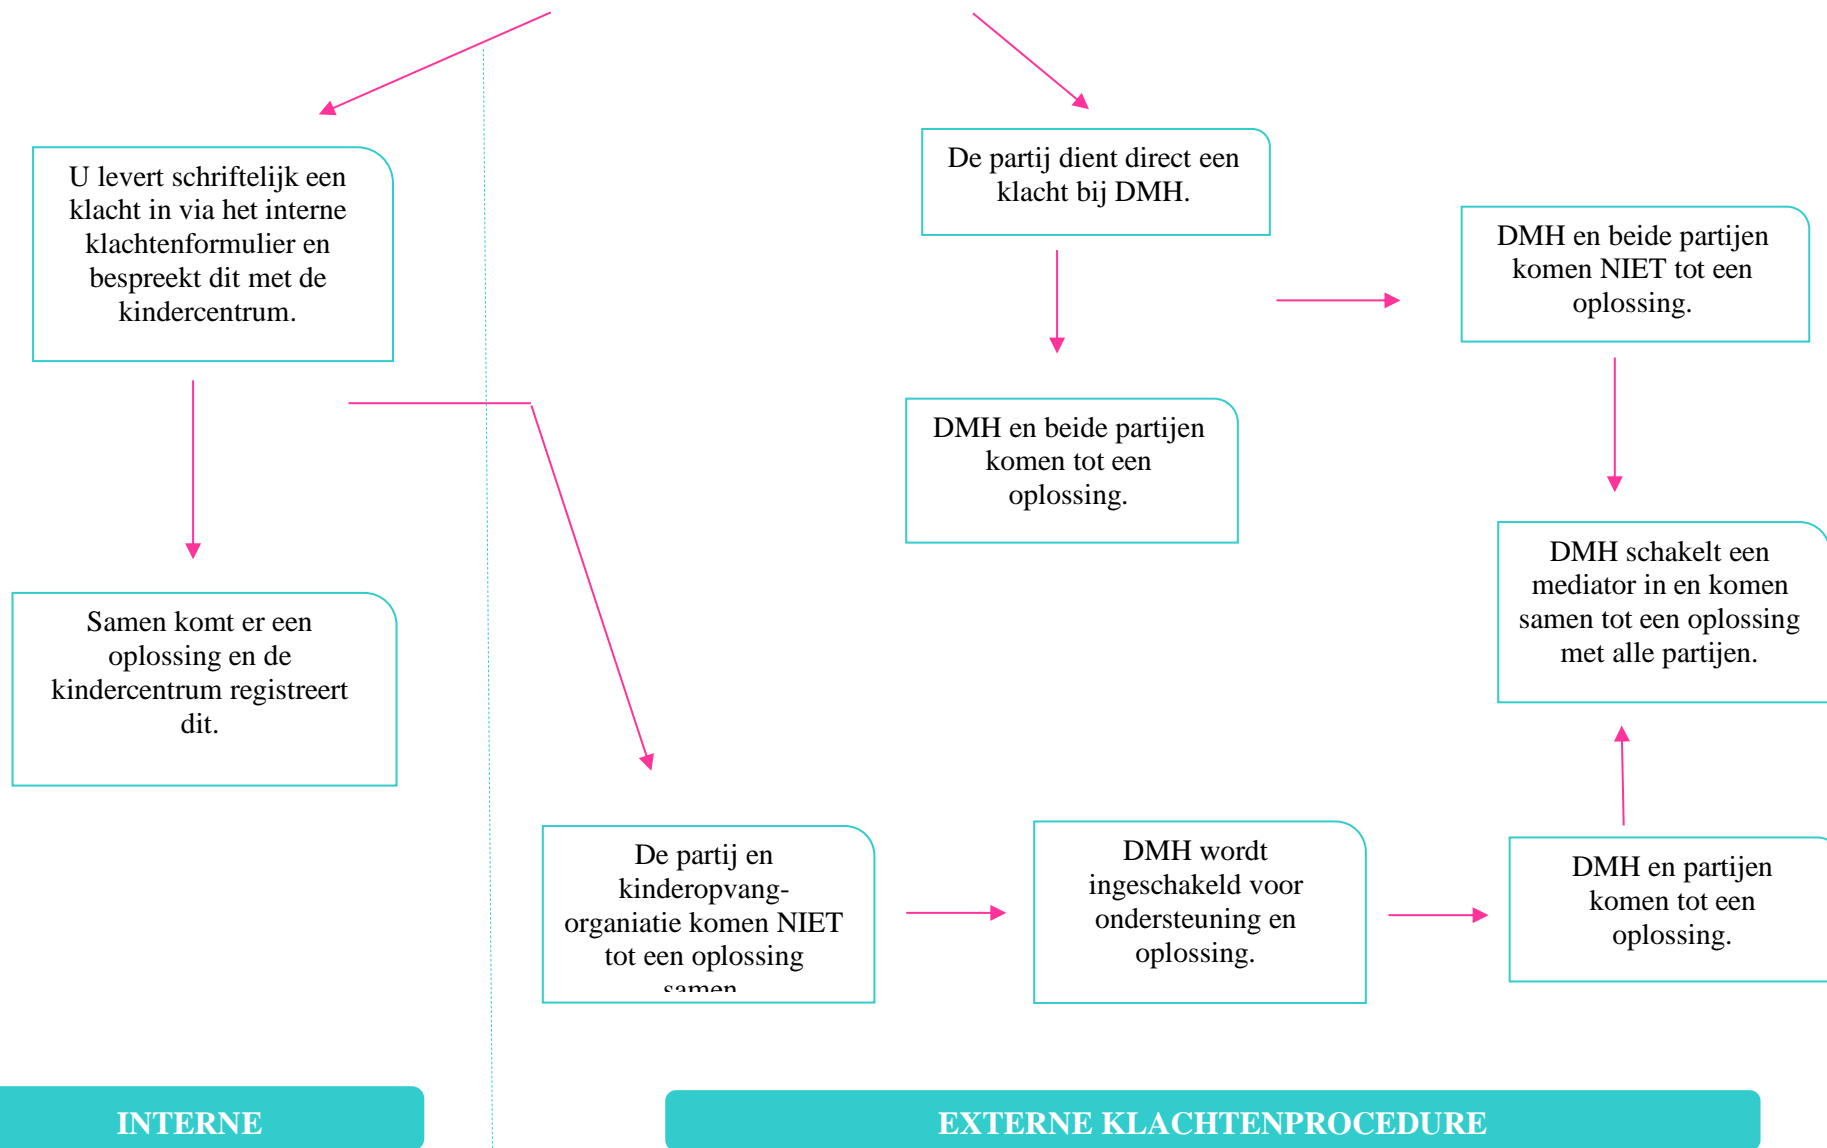 U levert schriftelijk een
klacht in via het interne
klachtenformulier en
bespreekt dit met de
kindercentrum.
Samen komt er een
oplossing en de
kindercentrum registreert
dit.
De partij dient direct een
klacht bij DMH.
DMH en beide partijen
komen tot een
oplossing.
DMH en beide partijen
komen NIET tot een
oplossing.
DMH schakelt een
mediator in en komen
samen tot een oplossing
met alle partijen.
De partij en
kinderopvang-
organiatie komen NIET
tot een oplossing
samen
DMH wordt
ingeschakeld voor
ondersteuning en
oplossing.
DMH en partijen
komen tot een
oplossing.
INTERNE
EXTERNE KLACHTENPROCEDURE